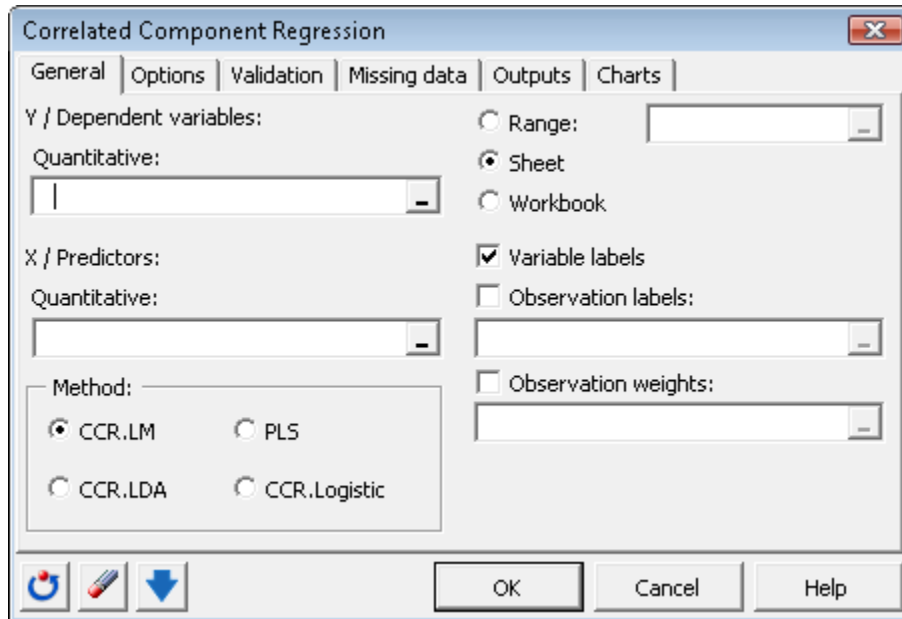 Correlated Component Regression
General Options Validation Missing data Outputs Charts
Y / Dependent variables:
Quantitative:
X / Predictors:
Quantitative:
Method:
CCR.LM PLS
CCR.LDA CCR.Logistic
Range:
Sheet
Workbook
Variable labels
Observation labels:
Observation weights:
OK Cancel Help